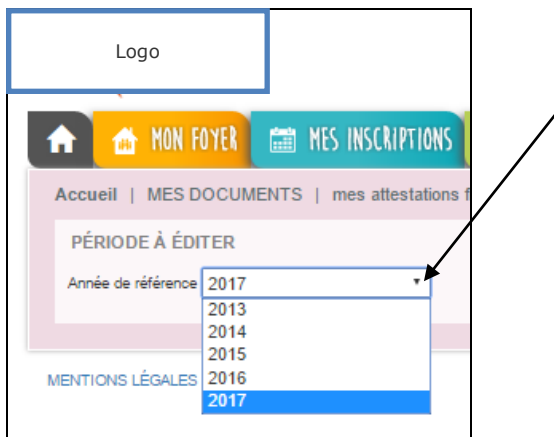 Logo
MON FOYER MES INSCRIPTIONS
Accueil | MES DOCUMENTS | mes attestations f
PÉRIODE À ÉDITER
Année de référence 2017
2013
2014
2015
2016
2017
MENTIONS LÉGALES